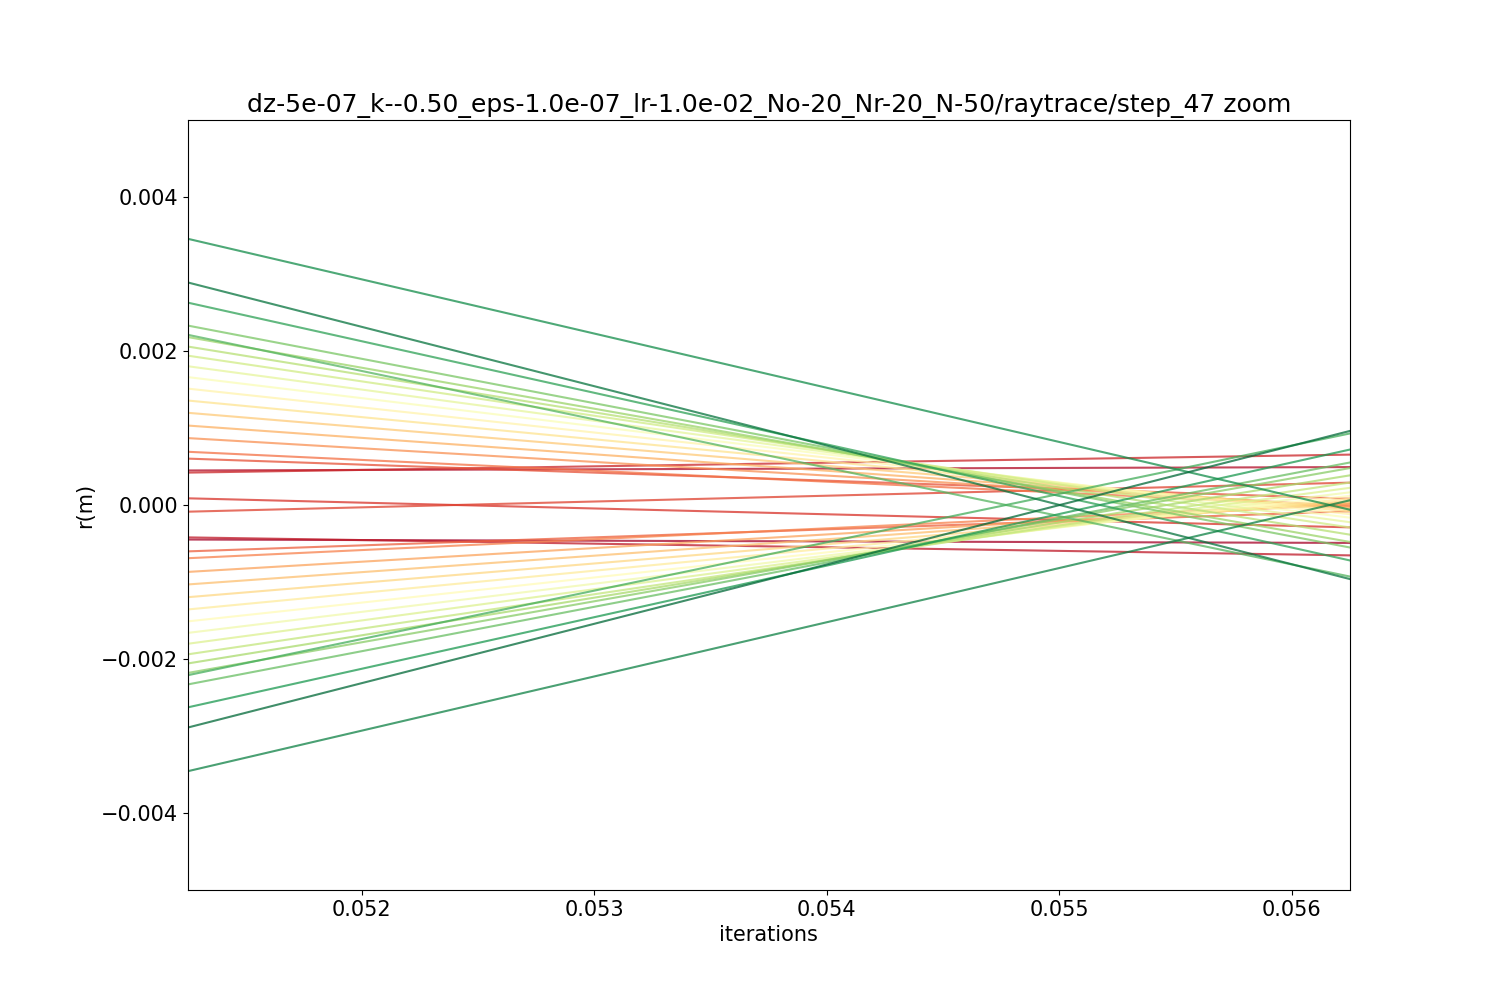 dz-5e-07_k--0.50_eps-1.0e-07_lr-1.0e-02_No-20_Nr-20_N-50/raytrace/step_47 zoom
0.004
0.002
0.000
−0.002
−0.004
r(m)
0.052 0.053 0.054 0.055 0.056
iterations